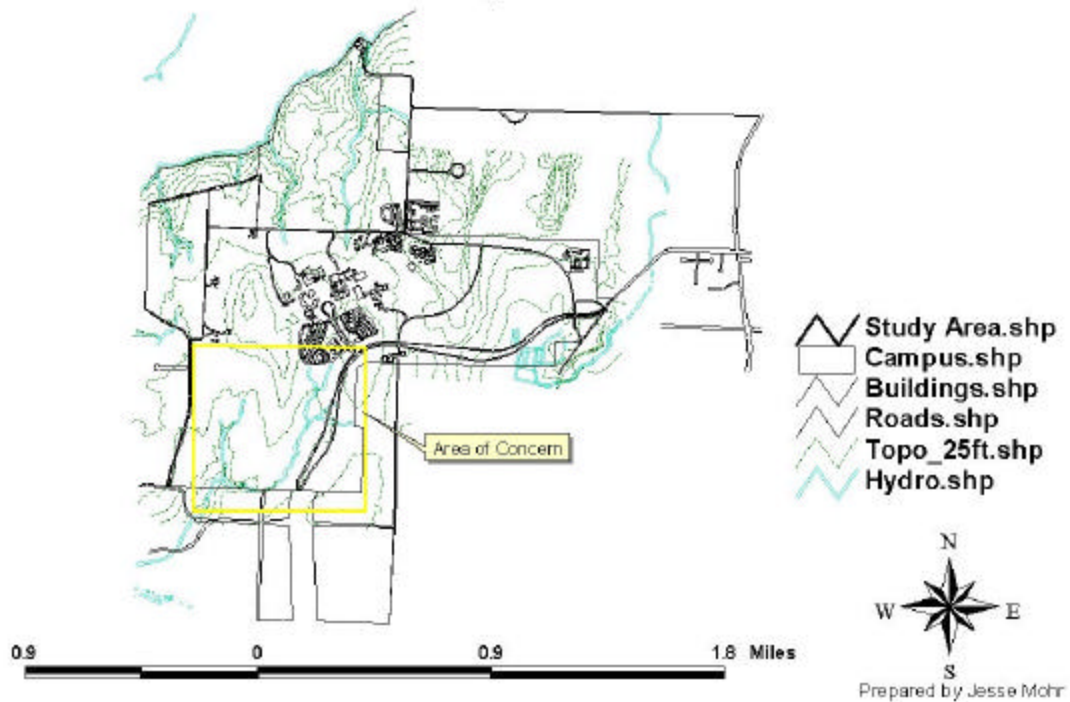 Study Area.shp
Campus.shp
Buildings.shp
Roads.shp
Topo_25ft.shp
Hydro.shp
Area of Concern
N
W E
S
0.9 0 0.9 1.8 Miles
Prepared by Jesse Mohr